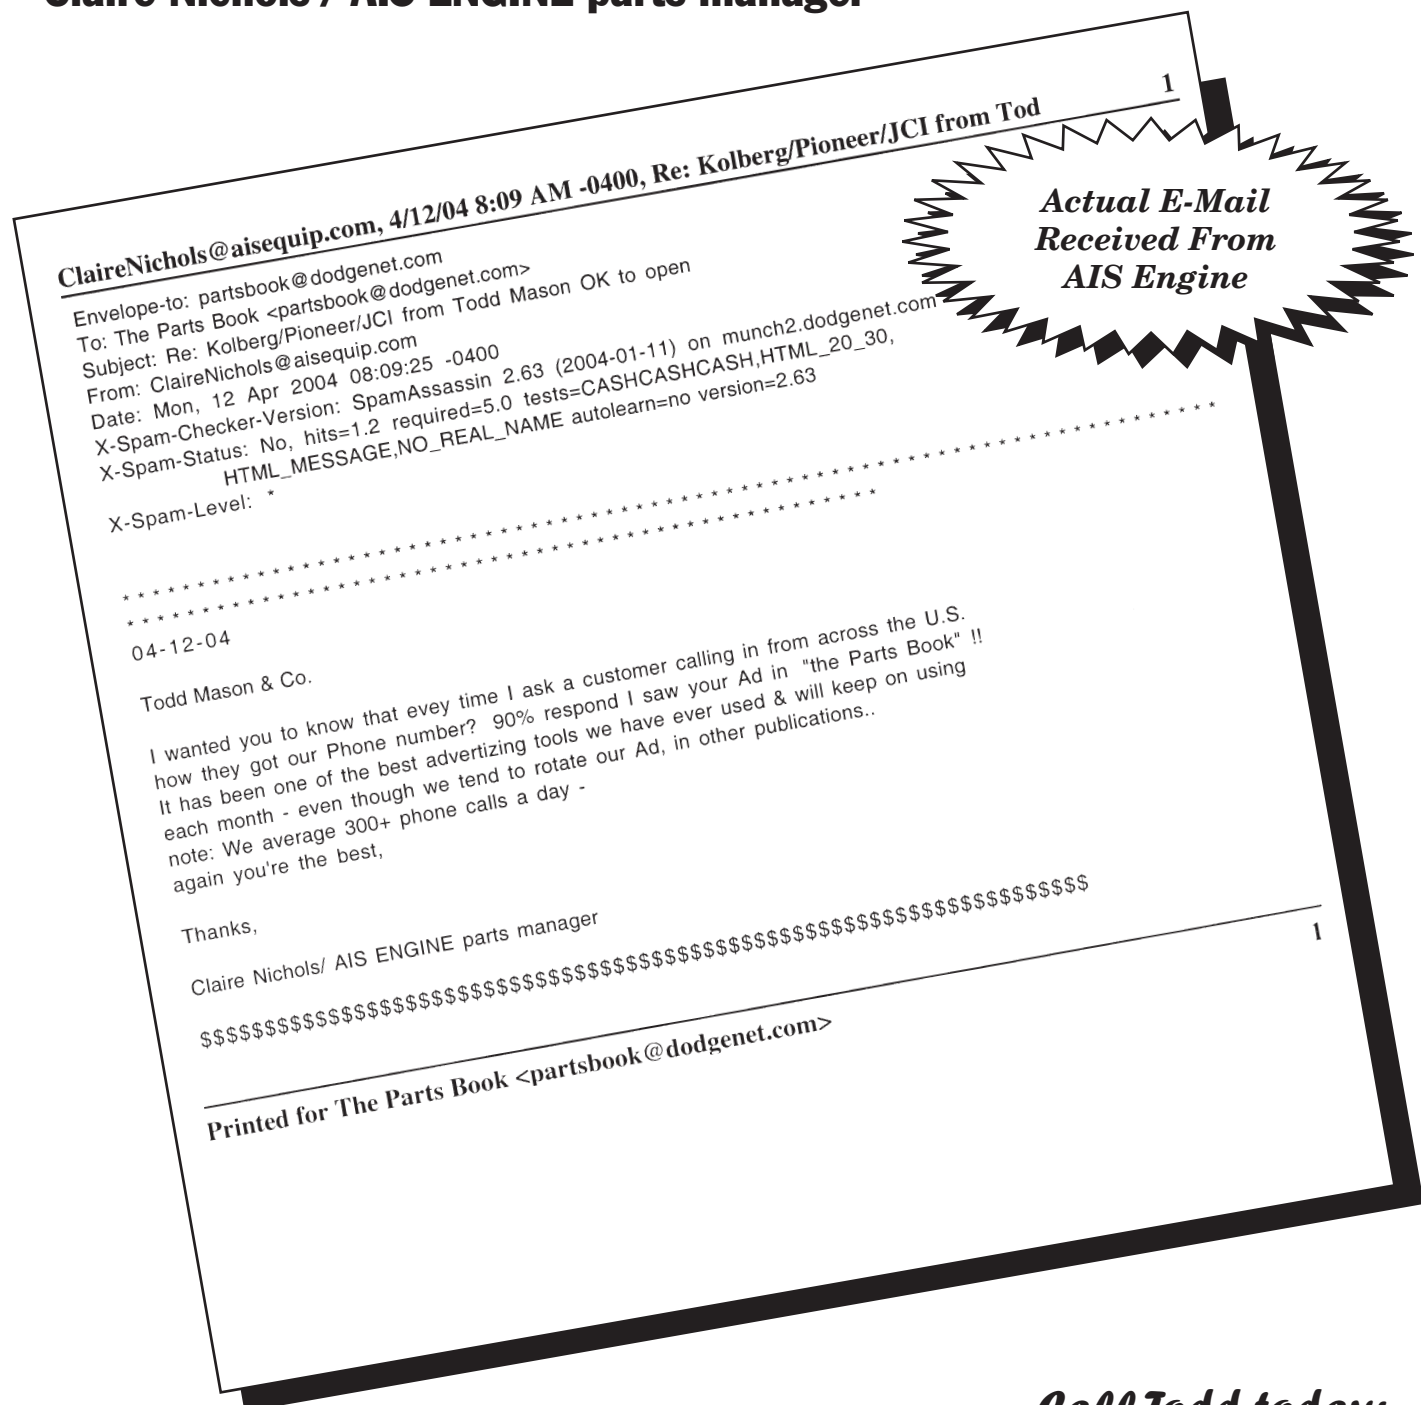 Claire Nichols / AIS ENGINE parts manager
ClaireNichols@aisequip.com, 4/12/04 8:09 AM -0400, Re: Kolberg/Pioneer/JCI from Tod 1
Actual E-Mail
Received From
AIS Engine
Envelope-to: partsbook@dodgenet.com
To: The Parts Book <partsbook@dodgenet.com>
Subject: Re: Kolberg/Pioneer/JCI from Todd Mason OK to open
From: ClaireNichols@aisequip.com
Date: Mon, 12 Apr 2004 08:09:25 -0400
X-Spam-Checker-Version: SpamAssassin 2.63 (2004-01-11) on munch2.dodgenet.com
X-Spam-Status: No, hits=1.2 required=5.0 tests=CASHCASHCASH,HTML_20_30,
HTML_MESSAGE,NO_REAL_NAME autolearn=no version=2.63
X-Spam-Level: *
* * * * * * * * * * * * * * * * * * * * * * * * * * * * * * * * * * * * * * * * * * * * * * * * * * * * * * * * * * * * * * * * * * * * * * * *
* * * * * * * * * * * * * * * * * * * * * * * * * * * * * * * * * * * * * * * * * * * * * * * * * *
04-12-04
Todd Mason & Co.
I wanted you to know that evey time I ask a customer calling in from across the U.S.
how they got our Phone number? 90% respond I saw your Ad in "the Parts Book" !!
It has been one of the best advertizing tools we have ever used & will keep on using
each month - even though we tend to rotate our Ad, in other publications..
note: We average 300+ phone calls a day -
again you're the best,
Thanks,
Claire Nichols/ AIS ENGINE parts manager
$$$$$$$$$$$$$$$$$$$$$$$$$$$$$$$$$$$$$$$$$$$$$$$$$$$$$$$$$$$$$$$$$$$$
1
Printed for The Parts Book <partsbook@dodgenet.com>
Call Todd today